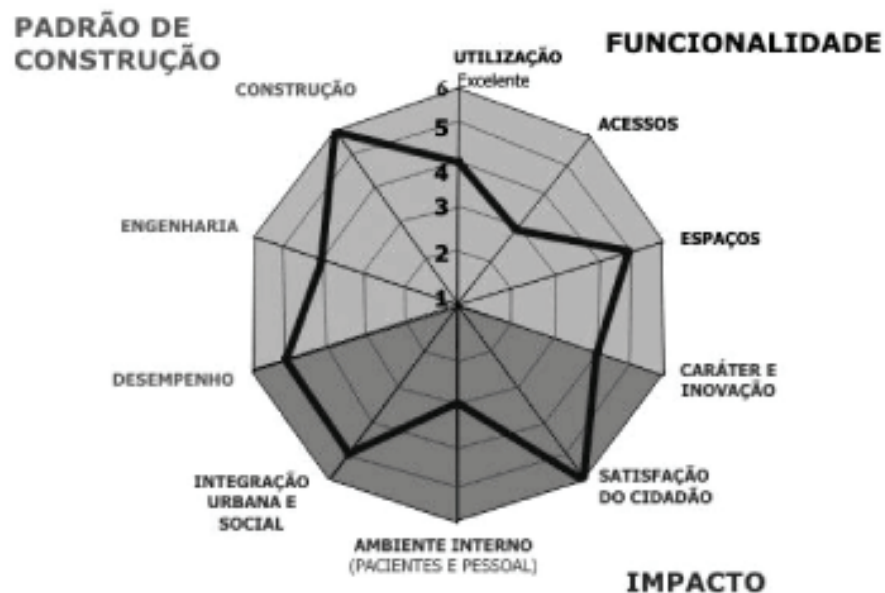 PADRÃO DE
CONSTRUÇÃO
FUNCIONALIDADE
UTILIZAÇÃO
Excelente
CONSTRUÇÃO
ACESSOS
6
5
4
3
2
1
ENGENHARIA
ESPAÇOS
DESEMPENHO
CARÁTER E
INOVAÇÃO
INTEGRAÇÃO
URBANA E
SOCIAL
SATISFAÇÃO
DO CIDADÃO
AMBIENTE INTERNO
(PACIENTES E PESSOAL)
IMPACTO